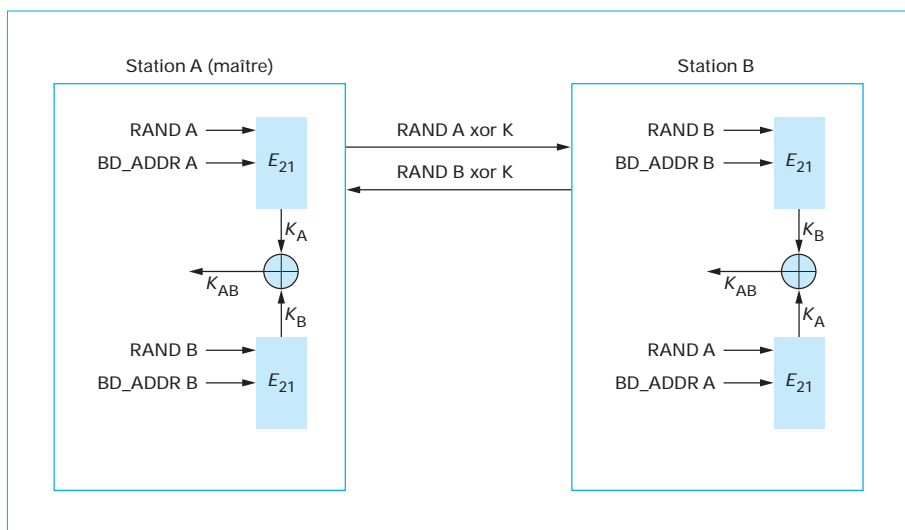 Station A (maître)
RAND A
BD_ADDR A
E21
KA
KAB
KB
RAND B
BD_ADDR B
E21
RAND A xor K
RAND B xor K
Station B
RAND B
BD_ADDR B
E21
KB
KAB
KA
RAND A
BD_ADDR A
E21